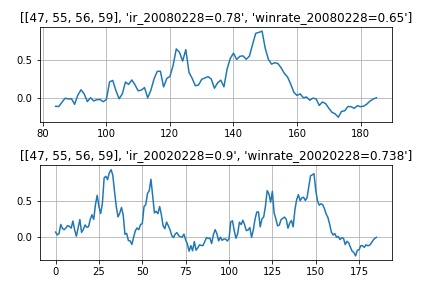 [[47, 55, 56, 59], 'ir_20080228=0.78', 'winrate_20080228=0.65']
0.5
0.0
80 100 120 140 160 180
[[47, 55, 56, 59], 'ir_20020228=0.9', 'winrate_20020228=0.738']
0.5
0.0
0 25 50 75 100 125 150 175